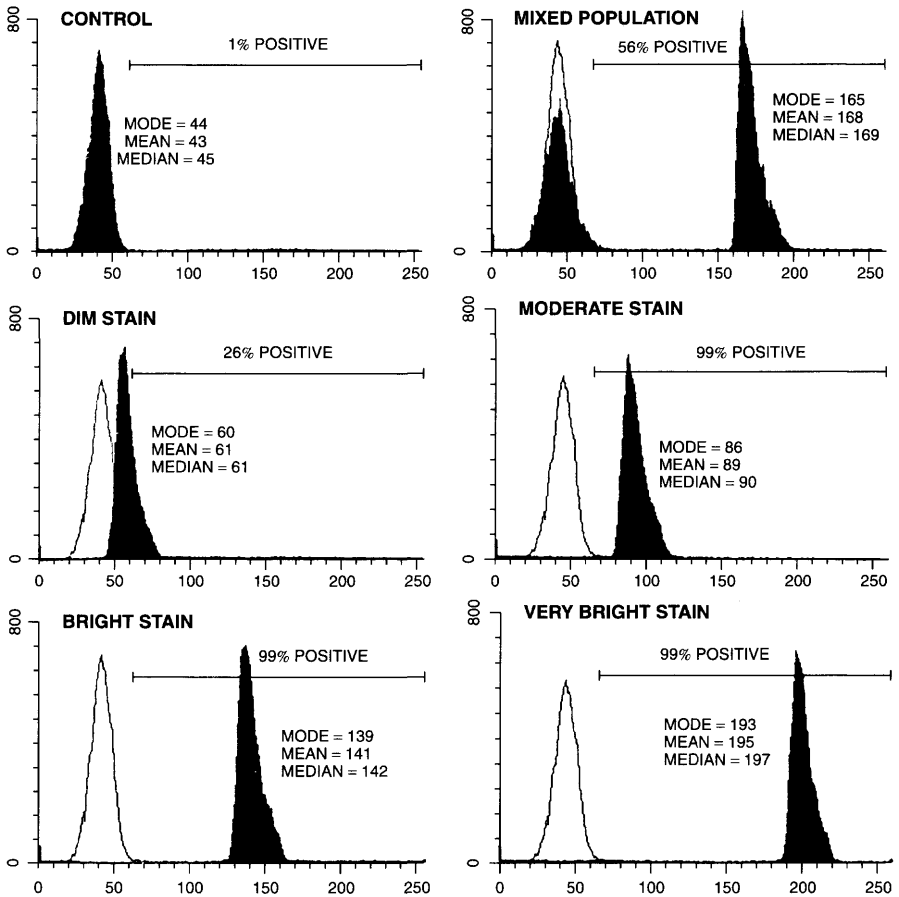 CONTROL
800
1% POSITIVE
MODE = 44
MEAN = 43
MEDIAN = 45
0
0 50 100 150 200 250
MIXED POPULATION
800
56% POSITIVE
MODE = 165
MEAN = 168
MEDIAN = 169
0
0 50 100 150 200 250
DIM STAIN
800
26% POSITIVE
MODE = 60
MEAN = 61
MEDIAN = 61
0
0 50 100 150 200 250
MODERATE STAIN
800
99% POSITIVE
MODE = 86
MEAN = 89
MEDIAN = 90
0
0 50 100 150 200 250
BRIGHT STAIN
800
99% POSITIVE
MODE = 139
MEAN = 141
MEDIAN = 142
0
0 50 100 150 200 250
VERY BRIGHT STAIN
800
99% POSITIVE
MODE = 193
MEAN = 195
MEDIAN = 197
0
0 50 100 150 200 250